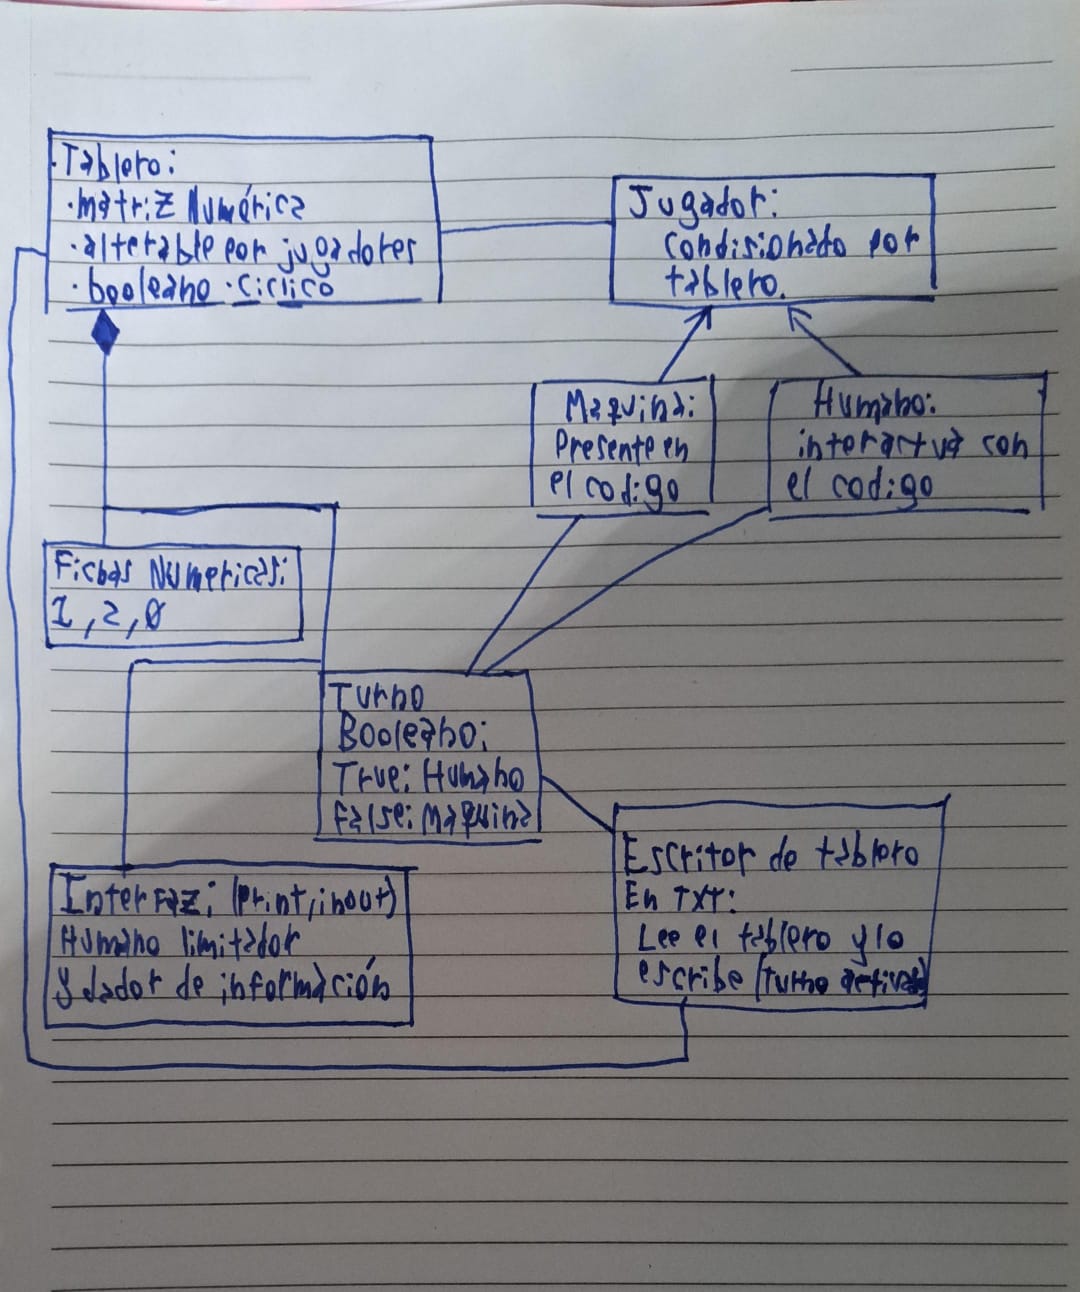 ·Tablero:
·matriz Numérica
·alterable por jugadores
·booleano·Ciclico
Jugador:
condisionado por
tablero.
Maquina:
Presente en
el codigo
Humano:
interactua con
el codigo
Fichas Numericas:
1,2,0
Turno
Booleano:
True: Humano
False: Maquina
Escritor de tablero
En TXT:
Lee el tablero y lo
escribe (turno activas)
Interfaz: (print, inout)
Humano limitador
y dador de información